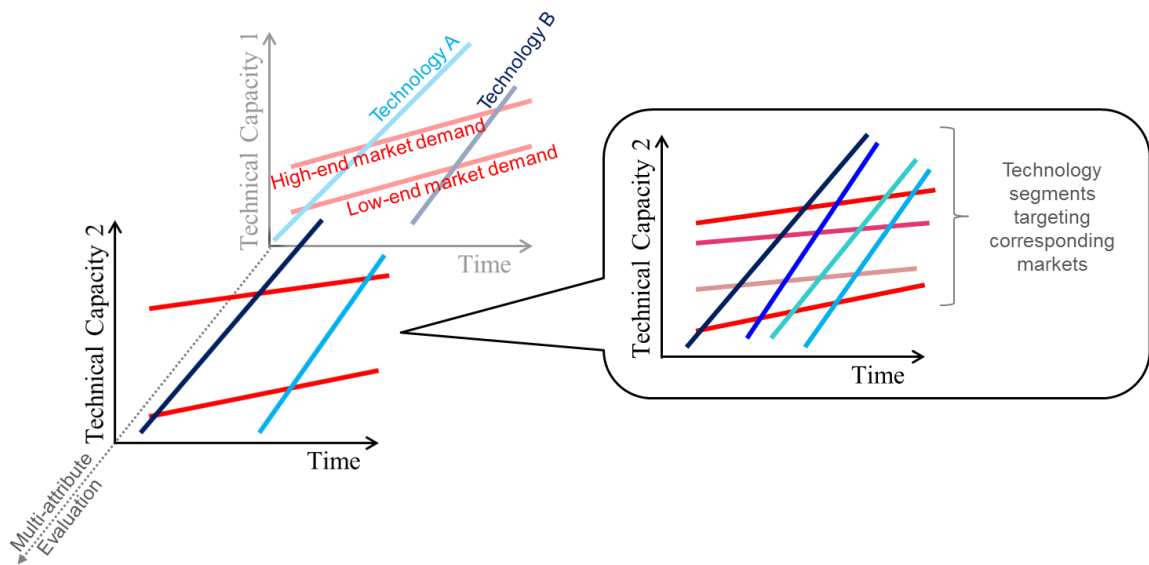 Technical Capacity 1
Technology A
Technology B
High-end market demand
Low-end market demand
Time
Technical Capacity 2
Time
Multi-attribute
Evaluation
Technical Capacity 2
Time
Technology
segments
targeting
corresponding
markets